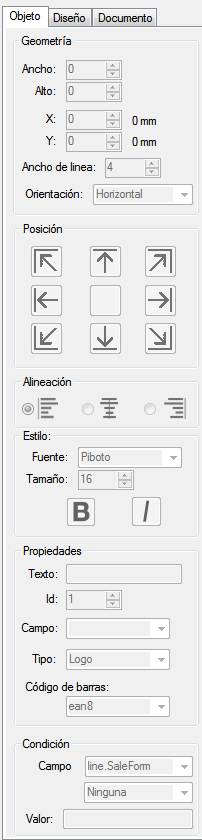 Objeto Diseño Documento
Geometría
Ancho: 0
Alto: 0
X: 0 0 mm
Y: 0 0 mm
Ancho de linea: 4
Orientación: Horizontal
Posición
Alineación
Estilo:
Fuente: Piboto
Tamaño: 16
B I
Propiedades
Texto:
Id: 1
Campo:
Tipo: Logo
Código de barras:
ean8
Condición
Campo line.SaleForm
Ninguna
Valor: